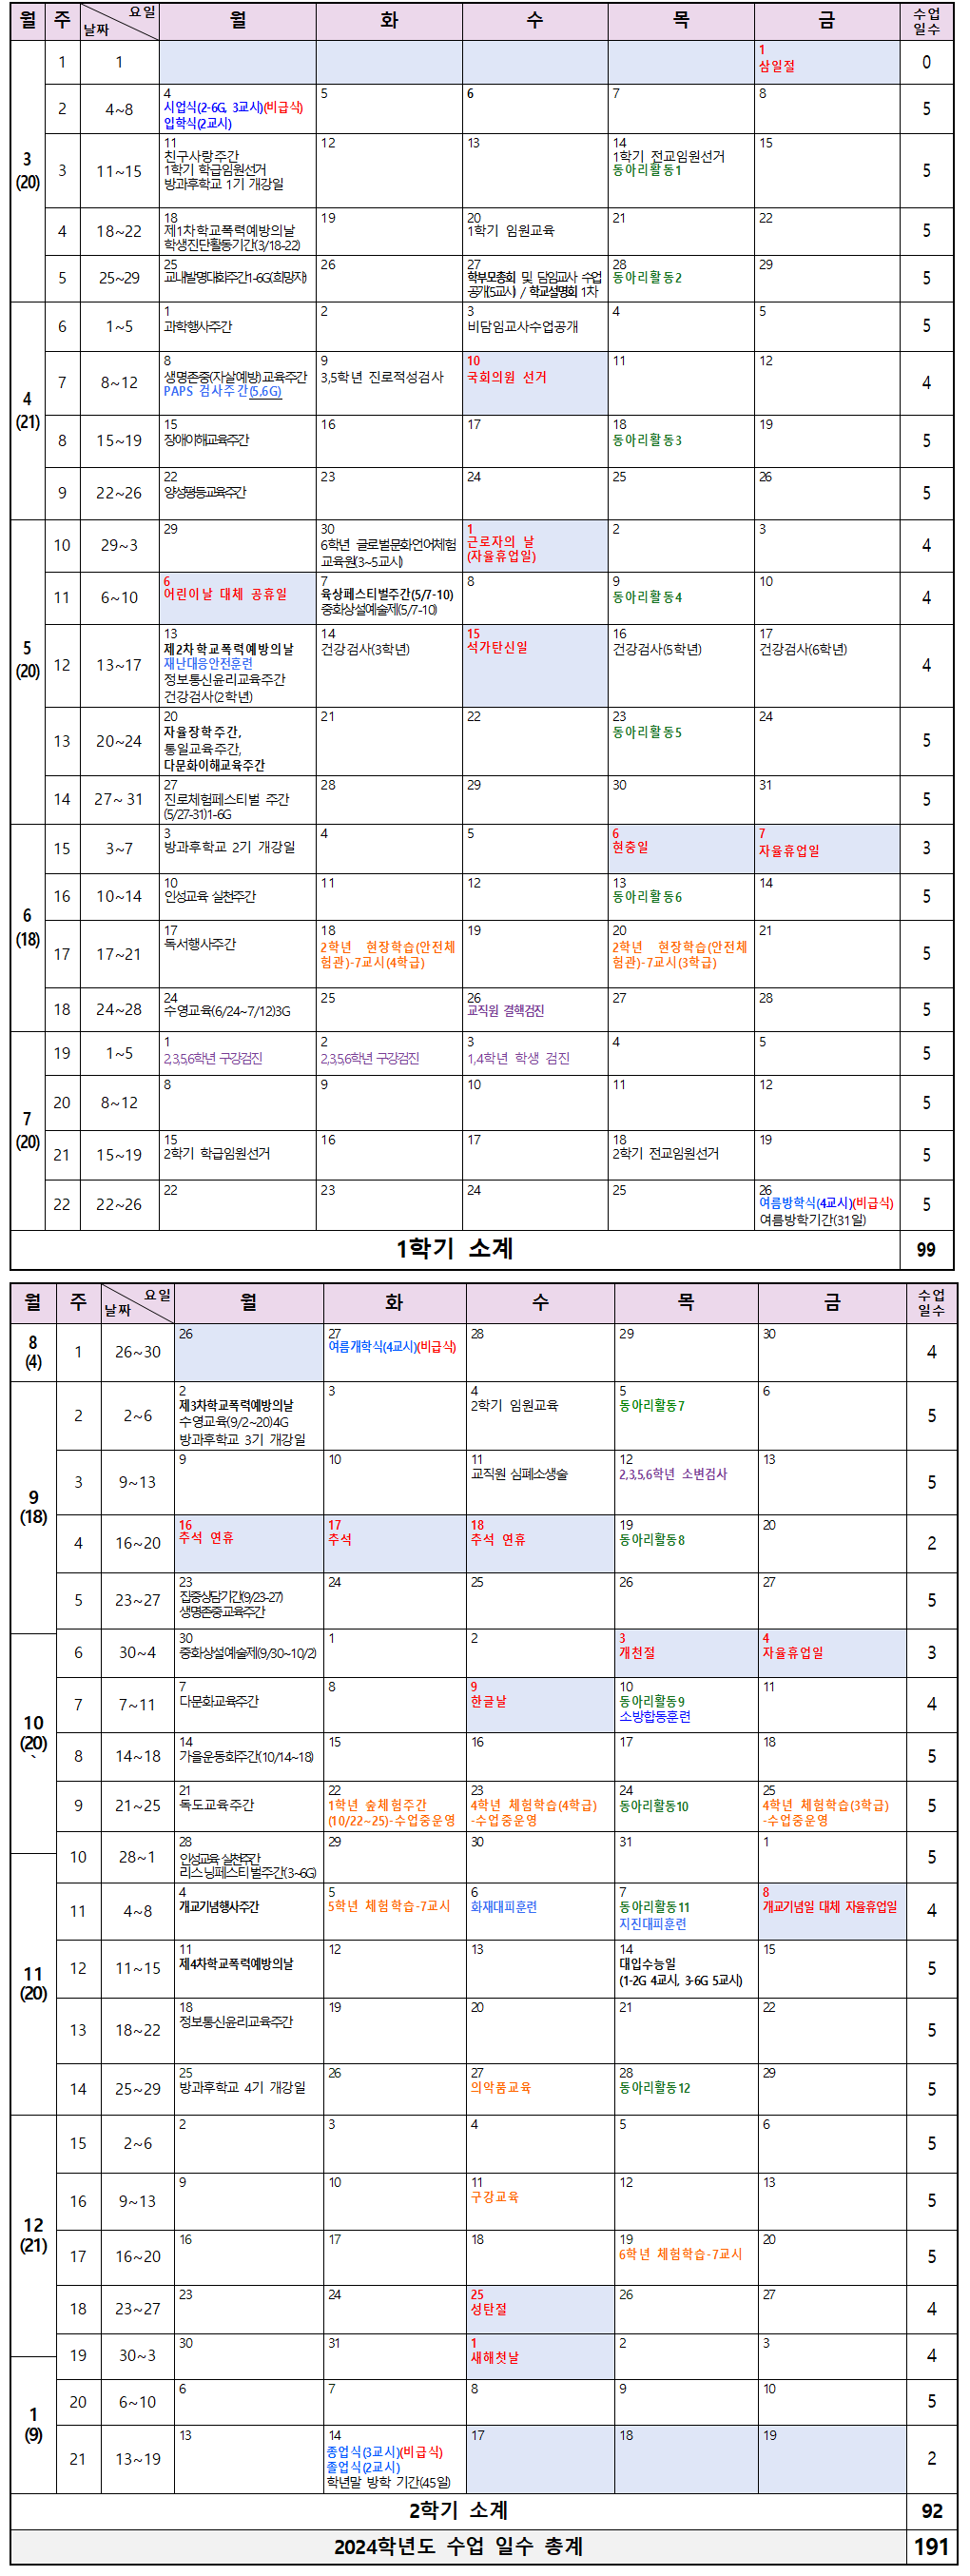 월 주 요일 날짜 월 화 수 목 금 수업 일수
3
(20)
1 1 1 0
삼일절
2 4~8 4 5 6 7 8 5
시업식(2-6G, 3교시)(비급식)
입학식(2교시)
3 11~15 11 12 13 14 15 5
친구사랑주간 1학기 전교임원선거
1학기 학급임원선거 동아리활동1
방과후학교 1기 개강일
4 18~22 18 19 20 21 22 5
제1차학교폭력예방의날 1학기 임원교육
학생진단활동기간(3/18-22)
5 25~29 25 26 27 28 29 5
교내발명대회주간1-6G(희망자) 학부모총회 및 담임교사 수업 동아리활동2
공개(5교시) / 학교설명회 1차
4
(21)
6 1~5 1 2 3 4 5 5
과학행사주간 비담임교사수업공개
7 8~12 8 9 10 11 12 4
생명존중(자살예방)교육주간 3,5학년 진로적성검사 국회의원 선거
PAPS 검사주간(5,6G)
8 15~19 15 16 17 18 19 5
장애이해교육주간 동아리활동3
9 22~26 22 23 24 25 26 5
양성평등교육주간
5
(20)
10 29~3 29 30 1 2 3 4
6학년 글로벌문화언어체험 근로자의 날
교육원(3~5교시) (자율휴업일)
11 6~10 6 7 8 9 10 4
어린이날 대체 공휴일 육상페스티벌주간(5/7-10) 동아리활동4
중화상설예술제(5/7-10)
12 13~17 13 14 15 16 17 4
제2차학교폭력예방의날 건강검사(3학년) 석가탄신일 건강검사(5학년) 건강검사(6학년)
재난대응안전훈련
정보통신윤리교육주간
건강검사(2학년)
13 20~24 20 21 22 23 24 5
자율장학주간, 동아리활동5
통일교육주간,
다문화이해교육주간
14 27~ 31 27 28 29 30 31 5
진로체험페스티벌 주간
(5/27-31)1-6G
6
(18)
15 3~7 3 4 5 6 7 3
방과후학교 2기 개강일 현충일 자율휴업일
16 10~14 10 11 12 13 14 5
인성교육 실천주간 동아리활동6
17 17~21 17 18 19 20 21 5
독서행사주간 2학년 현장학습(안전체 2학년 현장학습(안전체
험관)-7교시(4학급) 험관)-7교시(3학급)
18 24~28 24 25 26 27 28 5
수영교육(6/24~7/12)3G 교직원 결핵검진
7
(20)
19 1~5 1 2 3 4 5 5
2,3,5,6학년 구강검진 2,3,5,6학년 구강검진 1,4학년 학생 검진
20 8~12 8 9 10 11 12 5
21 15~19 15 16 17 18 19 5
2학기 학급임원선거 2학기 전교임원선거
22 22~26 22 23 24 25 26 5
여름방학식(4교시)(비급식)
여름방학기간(31일)
1학기 소계 99
월 주 요일 날짜 월 화 수 목 금 수업 일수
8
(4)
1 26~30 26 27 28 29 30 4
여름개학식(4교시)(비급식)
9
(18)
2 2~6 2 3 4 5 6 5
제3차학교폭력예방의날 2학기 임원교육 동아리활동7
수영교육(9/2~20)4G
방과후학교 3기 개강일
3 9~13 9 10 11 12 13 5
교직원 심폐소생술 2,3,5,6학년 소변검사
4 16~20 16 17 18 19 20 2
추석 연휴 추석 추석 연휴 동아리활동8
5 23~27 23 24 25 26 27 5
집중상담기간(9/23-27)
생명존중교육주간
10
(20)
`
6 30~4 30 1 2 3 4 3
중화상설예술제(9/30~10/2) 개천절 자율휴업일
7 7~11 7 8 9 10 11 4
다문화교육주간 한글날 동아리활동9
소방합동훈련
8 14~18 14 15 16 17 18 5
가을운동회주간(10/14~18)
9 21~25 21 22 23 24 25 5
독도교육주간 1학년 숲체험주간 4학년 체험학습(4학급) 동아리활동10 4학년 체험학습(3학급)
(10/22~25)-수업중운영 -수업중운영 -수업중운영
10 28~1 28 29 30 31 1 5
인성교육 실천주간
리스닝페스티벌주간(3~6G)
11
(20)
11 4~8 4 5 6 7 8 4
개교기념행사주간 5학년 체험학습-7교시 화재대피훈련 동아리활동11 개교기념일 대체 자율휴업일
지진대피훈련
12 11~15 11 12 13 14 15 5
제4차학교폭력예방의날 대입수능일
(1-2G 4교시, 3-6G 5교시)
13 18~22 18 19 20 21 22 5
정보통신윤리교육주간
14 25~29 25 26 27 28 29 5
방과후학교 4기 개강일 의약품교육 동아리활동12
12
(21)
15 2~6 2 3 4 5 6 5
16 9~13 9 10 11 12 13 5
구강교육
17 16~20 16 17 18 19 20 5
6학년 체험학습-7교시
18 23~27 23 24 25 26 27 4
성탄절
19 30~3 30 31 1 2 3 4
새해첫날
1
(9)
20 6~10 6 7 8 9 10 5
21 13~19 13 14 17 18 19 2
종업식(3교시)(비급식)
졸업식(2교시)
학년말 방학 기간(45일)
2학기 소계 92
2024학년도 수업 일수 총계 191